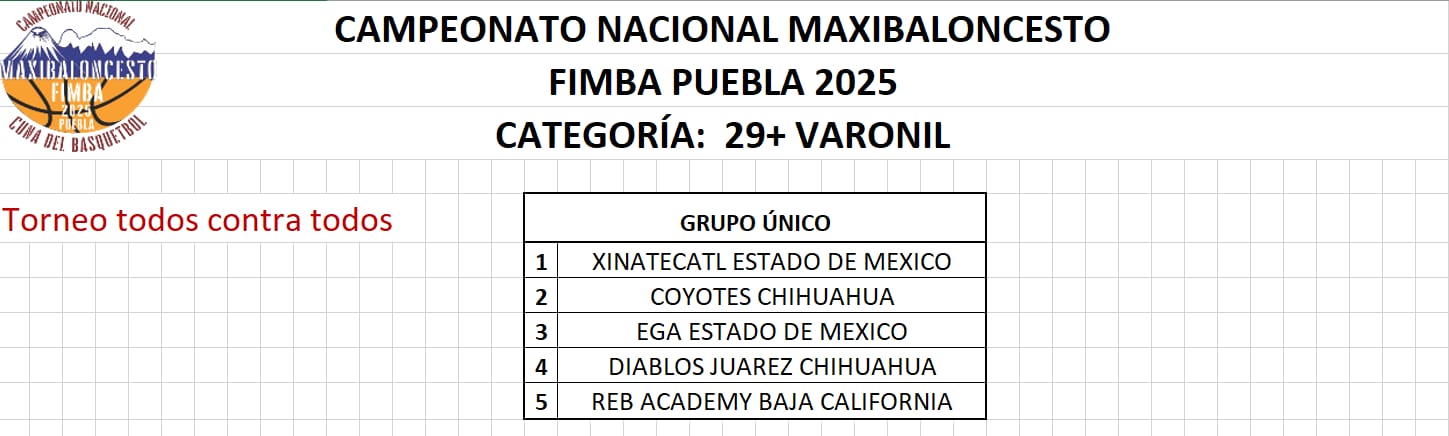 CAMPEONATO NACIONAL
MAXIBALONCESTO
FIMBA
2025
PUEBLA
CUNA DEL BASQUETBOL
CAMPEONATO NACIONAL MAXIBALONCESTO
FIMBA PUEBLA 2025
CATEGORÍA: 29+ VARONIL
Torneo todos contra todos
GRUPO ÚNICO
1 XINATECATL ESTADO DE MEXICO
2 COYOTES CHIHUAHUA
3 EGA ESTADO DE MEXICO
4 DIABLOS JUAREZ CHIHUAHUA
5 REB ACADEMY BAJA CALIFORNIA